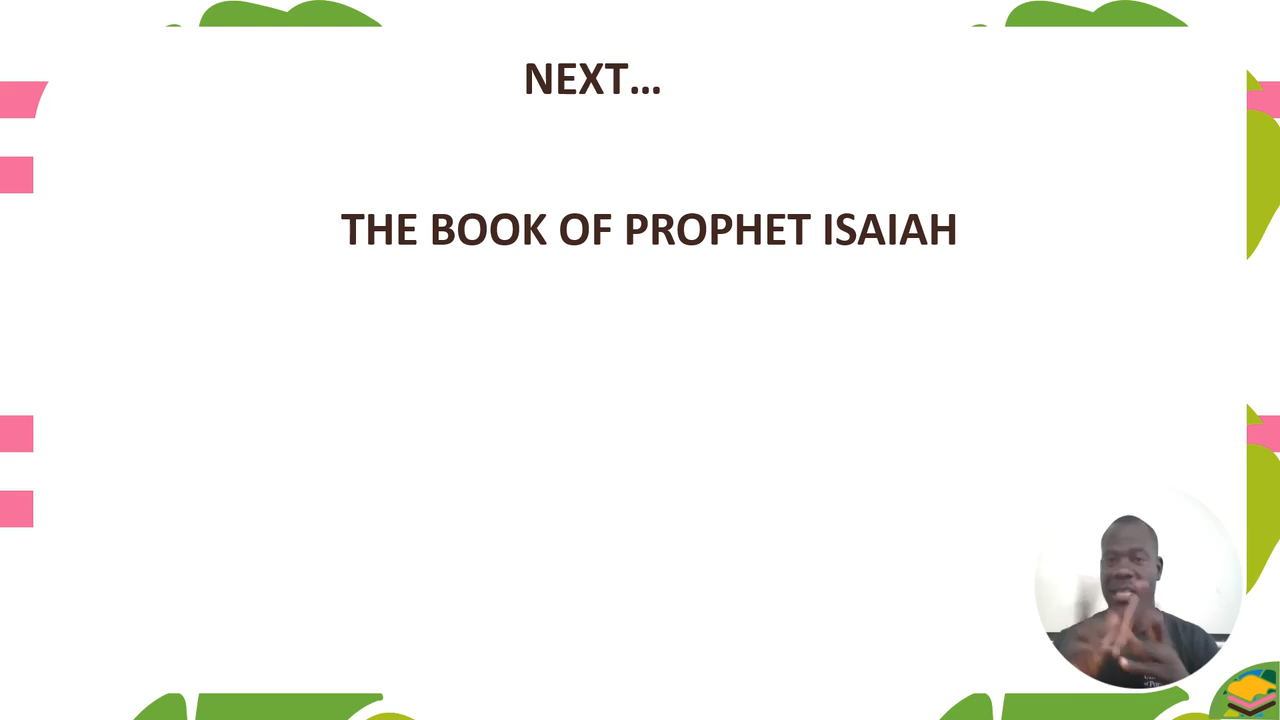 NEXT…
THE BOOK OF PROPHET ISAIAH